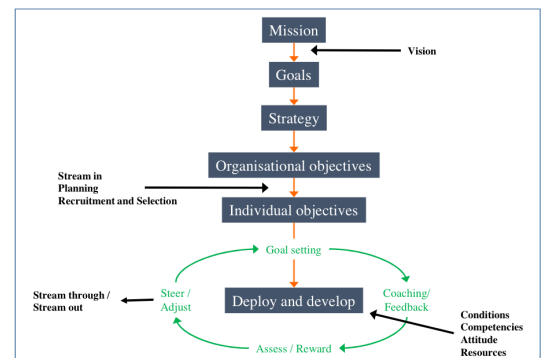 Mission
Vision
Goals
Strategy
Organisational objectives
Stream in
Planning
Recruitment and Selection
Individual objectives
Goal setting
Steer /
Adjust
Deploy and develop
Coaching/
Feedback
Stream through /
Stream out
Conditions
Competencies
Attitude
Resources
Assess / Reward